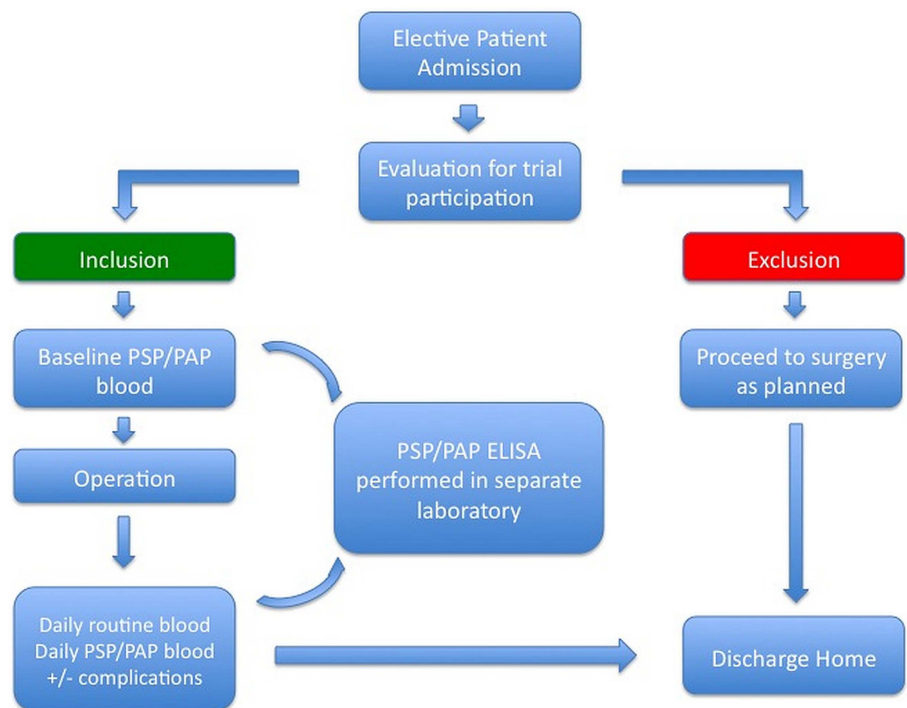 Elective Patient
Admission
Evaluation for trial
participation
Inclusion
Exclusion
Baseline PSP/PAP
blood
Proceed to surgery
as planned
PSP/PAP ELISA
performed in separate
laboratory
Operation
Daily routine blood
Daily PSP/PAP blood
+/- complications
Discharge Home